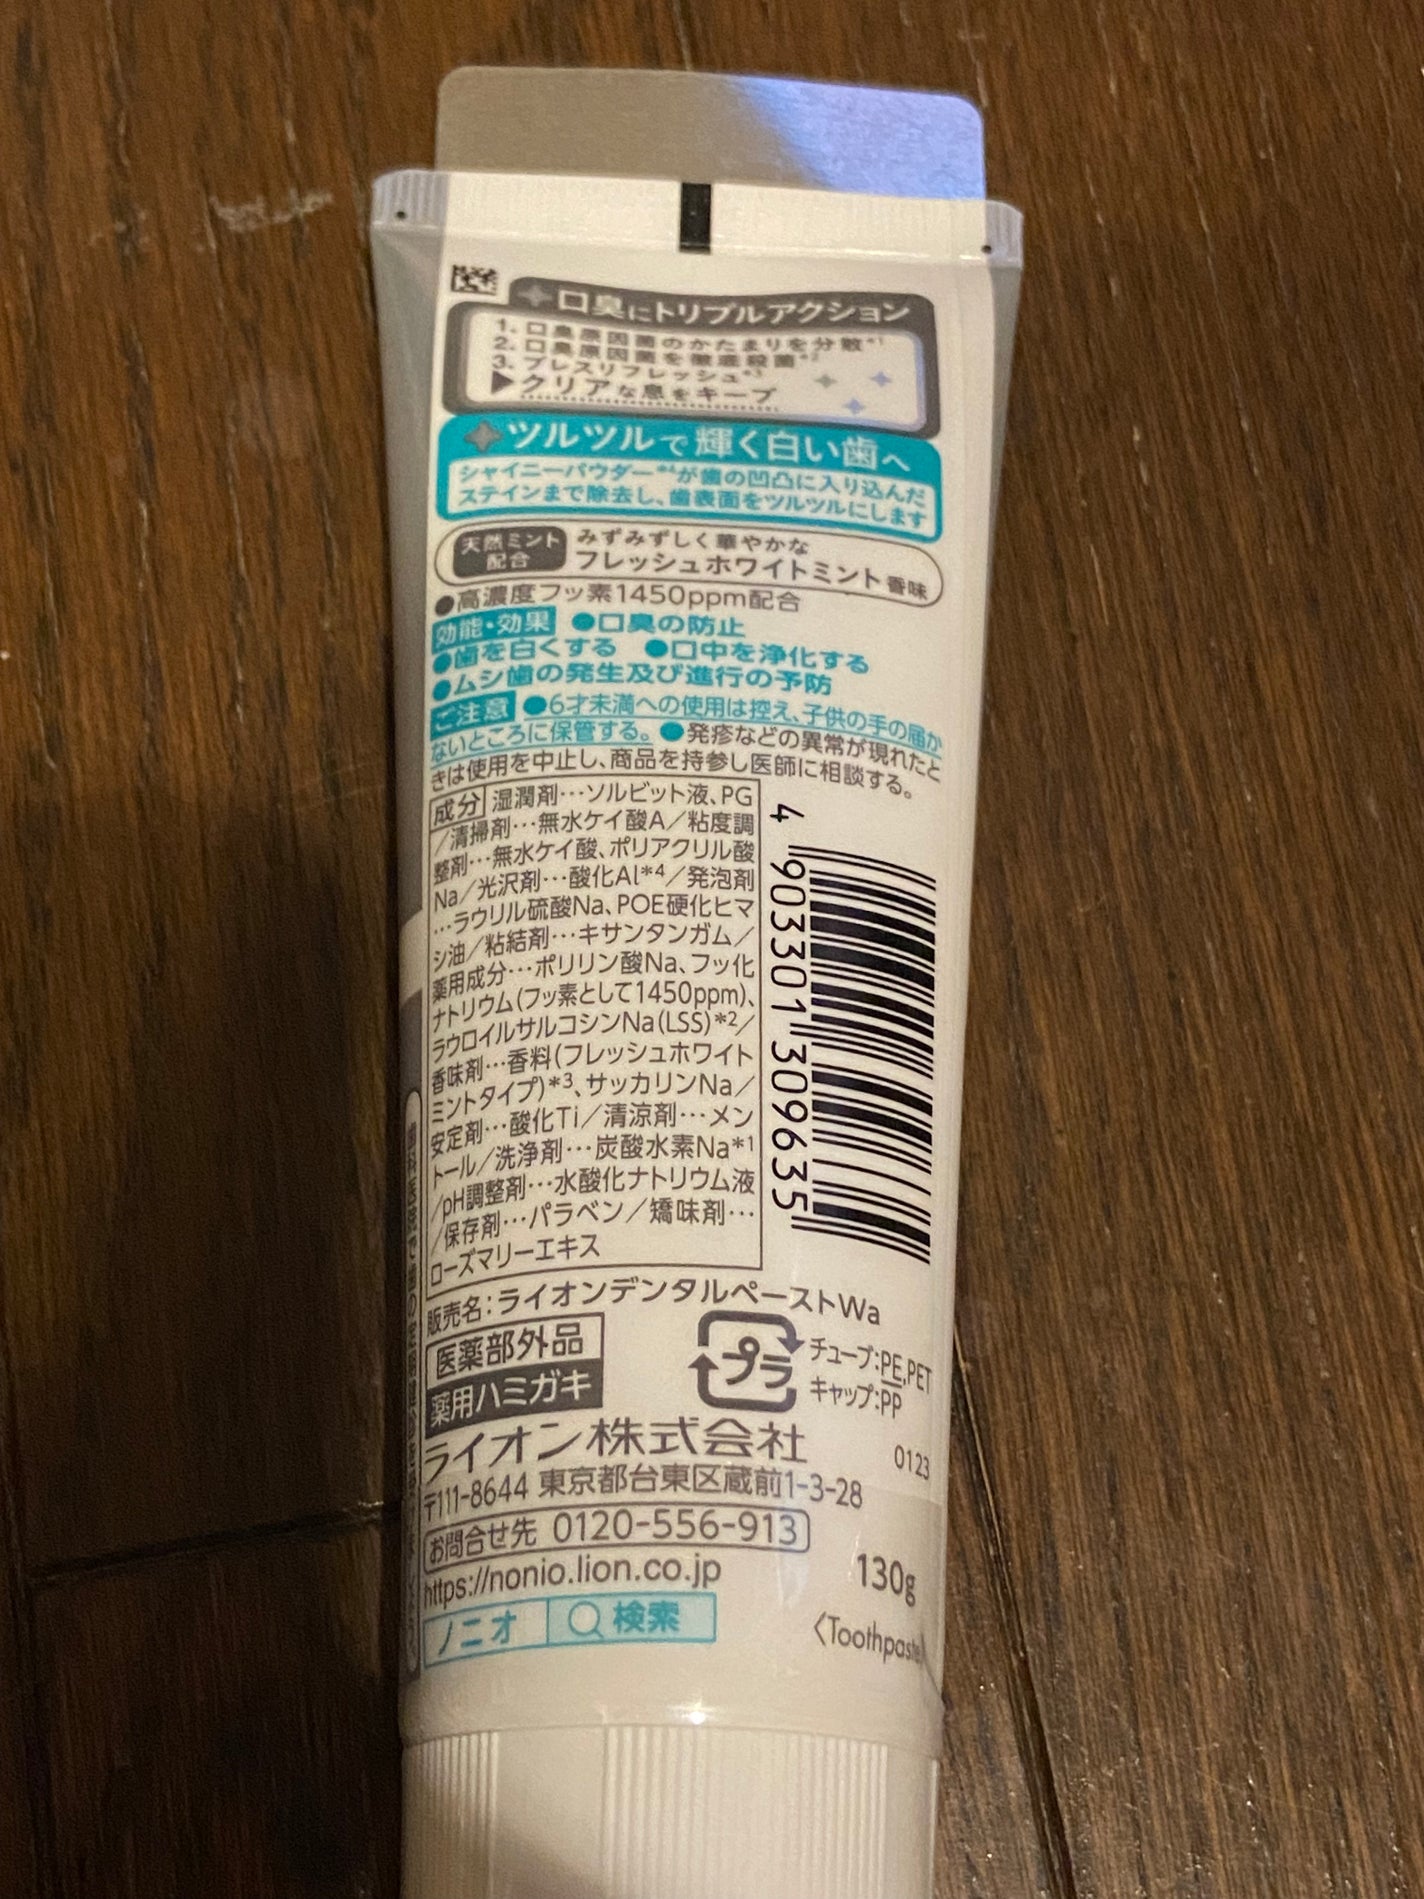 口臭にトリプルアクション
1. 口臭原因菌のかたまりを分散*1
2. 口臭原因菌を徹底殺菌*2
3. ブレスリフレッシュ*3
▶クリアな息をキープ
ツルツルで輝く白い歯へ
シャイニーパウダー*4が歯の凹凸に入り込んだ
ステインまで除去し、歯表面をツルツルにします
天然ミント
配合
みずみずしく華やかな
フレッシュホワイトミント香味
●高濃度フッ素1450ppm配合
効能・効果 ●口臭の防止
●歯を白くする ●口中を浄化する
●ムシ歯の発生及び進行の予防
ご注意 ●6才未満への使用は控え、子供の手の届か
ないところに保管する。●発疹などの異常が現れたと
きは使用を中止し、商品を持参し医師に相談する。
成分 湿潤剤…ソルビット液、PG
/清掃剤…無水ケイ酸A/粘度調
整剤…無水ケイ酸、ポリアクリル酸
Na/光沢剤…酸化Al*4/発泡剤
…ラウリル硫酸Na、POE硬化ヒマ
シ油/粘結剤…キサンタンガム/
薬用成分…ポリリン酸Na、フッ化
ナトリウム(フッ素として1450ppm)、
ラウロイルサルコシンNa(LSS)*2/
香味剤…香料(フレッシュホワイト
ミントタイプ)*3、サッカリンNa/
安定剤…酸化Ti/清涼剤…メン
トール/洗浄剤…炭酸水素Na*1
/pH調整剤…水酸化ナトリウム液
/保存剤…パラベン/矯味剤…
ローズマリーエキス
4 903301 309635
販売名：ライオンデンタルペーストWa
医薬部外品
薬用ハミガキ
プラ
チューブ:PE,PET
キャップ:PP
ライオン株式会社
0123
〒111-8644 東京都台東区蔵前1-3-28
お問合せ先 0120-556-913
https://nonio.lion.co.jp
130g
ノニオ 検索
〈Toothpaste〉